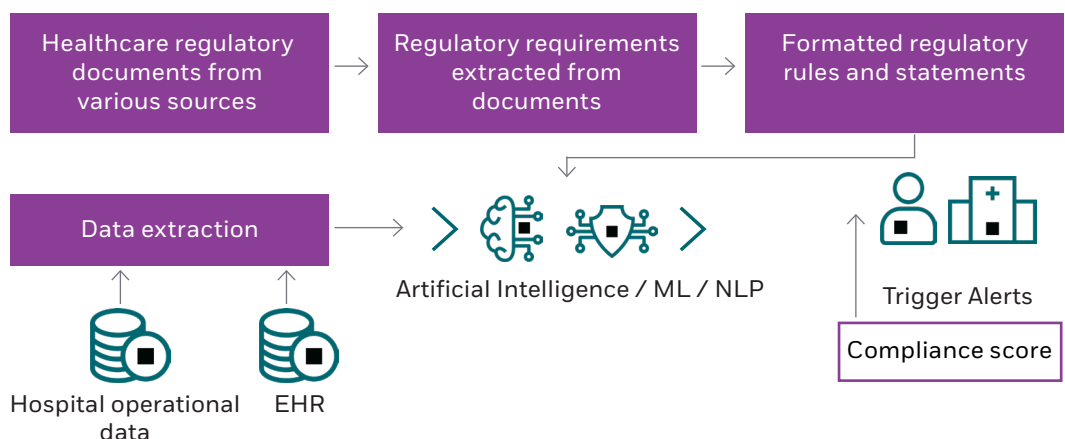 Healthcare regulatory
documents from
various sources
Regulatory requirements
extracted from
documents
Formatted regulatory
rules and statements
Data extraction
Artificial Intelligence / ML / NLP
Trigger Alerts
Compliance score
Hospital operational
data
EHR